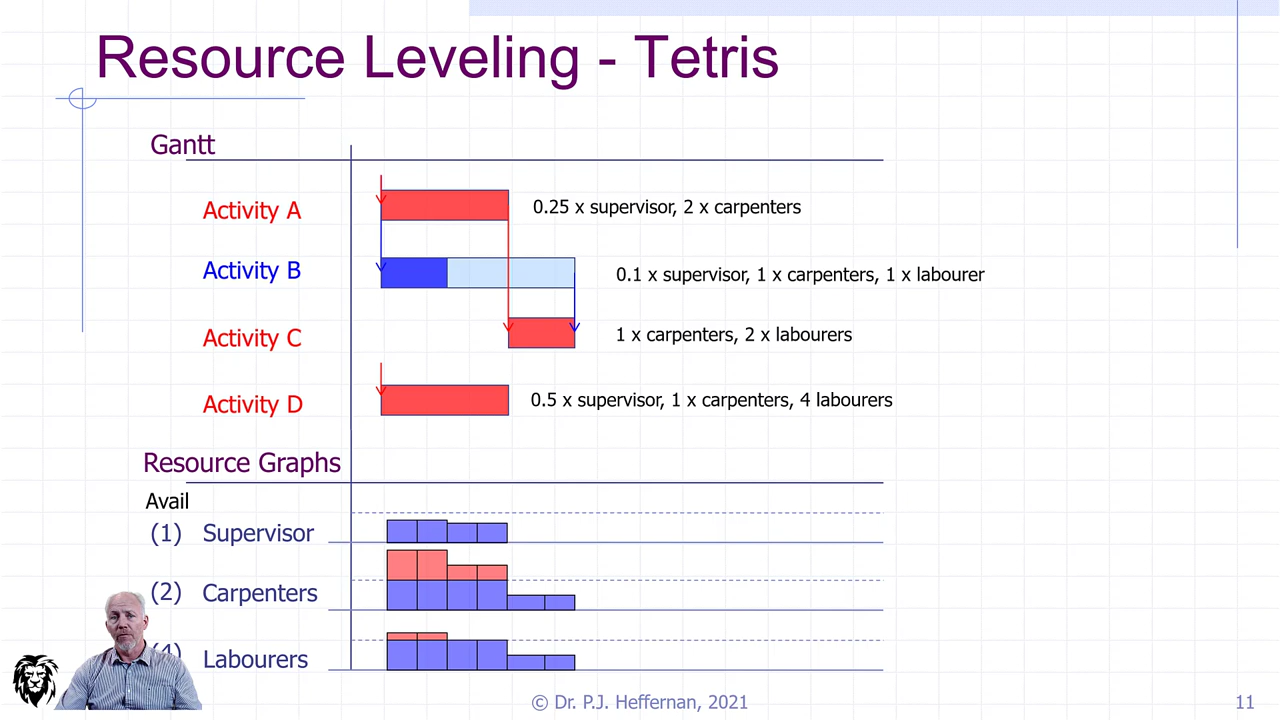 Resource Leveling - Tetris
Gantt
Activity A
0.25 x supervisor, 2 x carpenters
Activity B
0.1 x supervisor, 1 x carpenters, 1 x labourer
Activity C
1 x carpenters, 2 x labourers
Activity D
0.5 x supervisor, 1 x carpenters, 4 labourers
Resource Graphs
Avail
(1) Supervisor
(2) Carpenters
(4) Labourers
© Dr. P.J. Heffernan, 2021
11